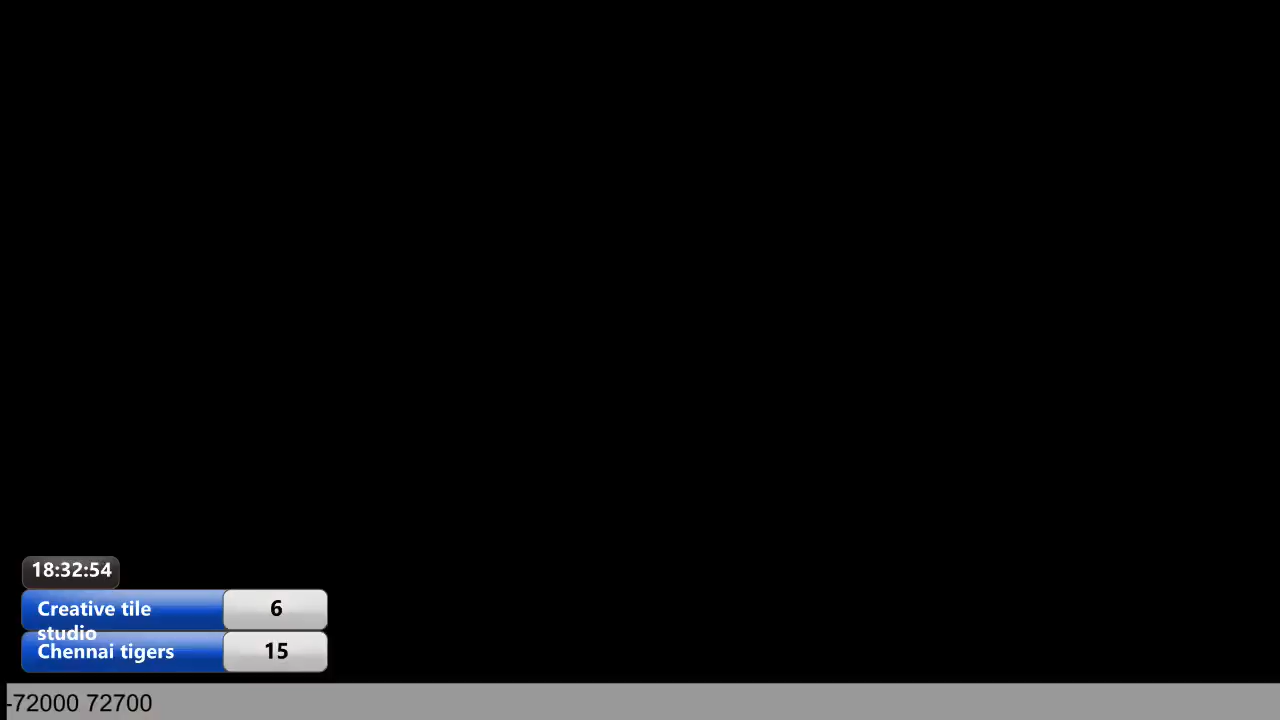 18:32:54
Creative tile 6
studio
Chennai tigers 15
-72000 72700